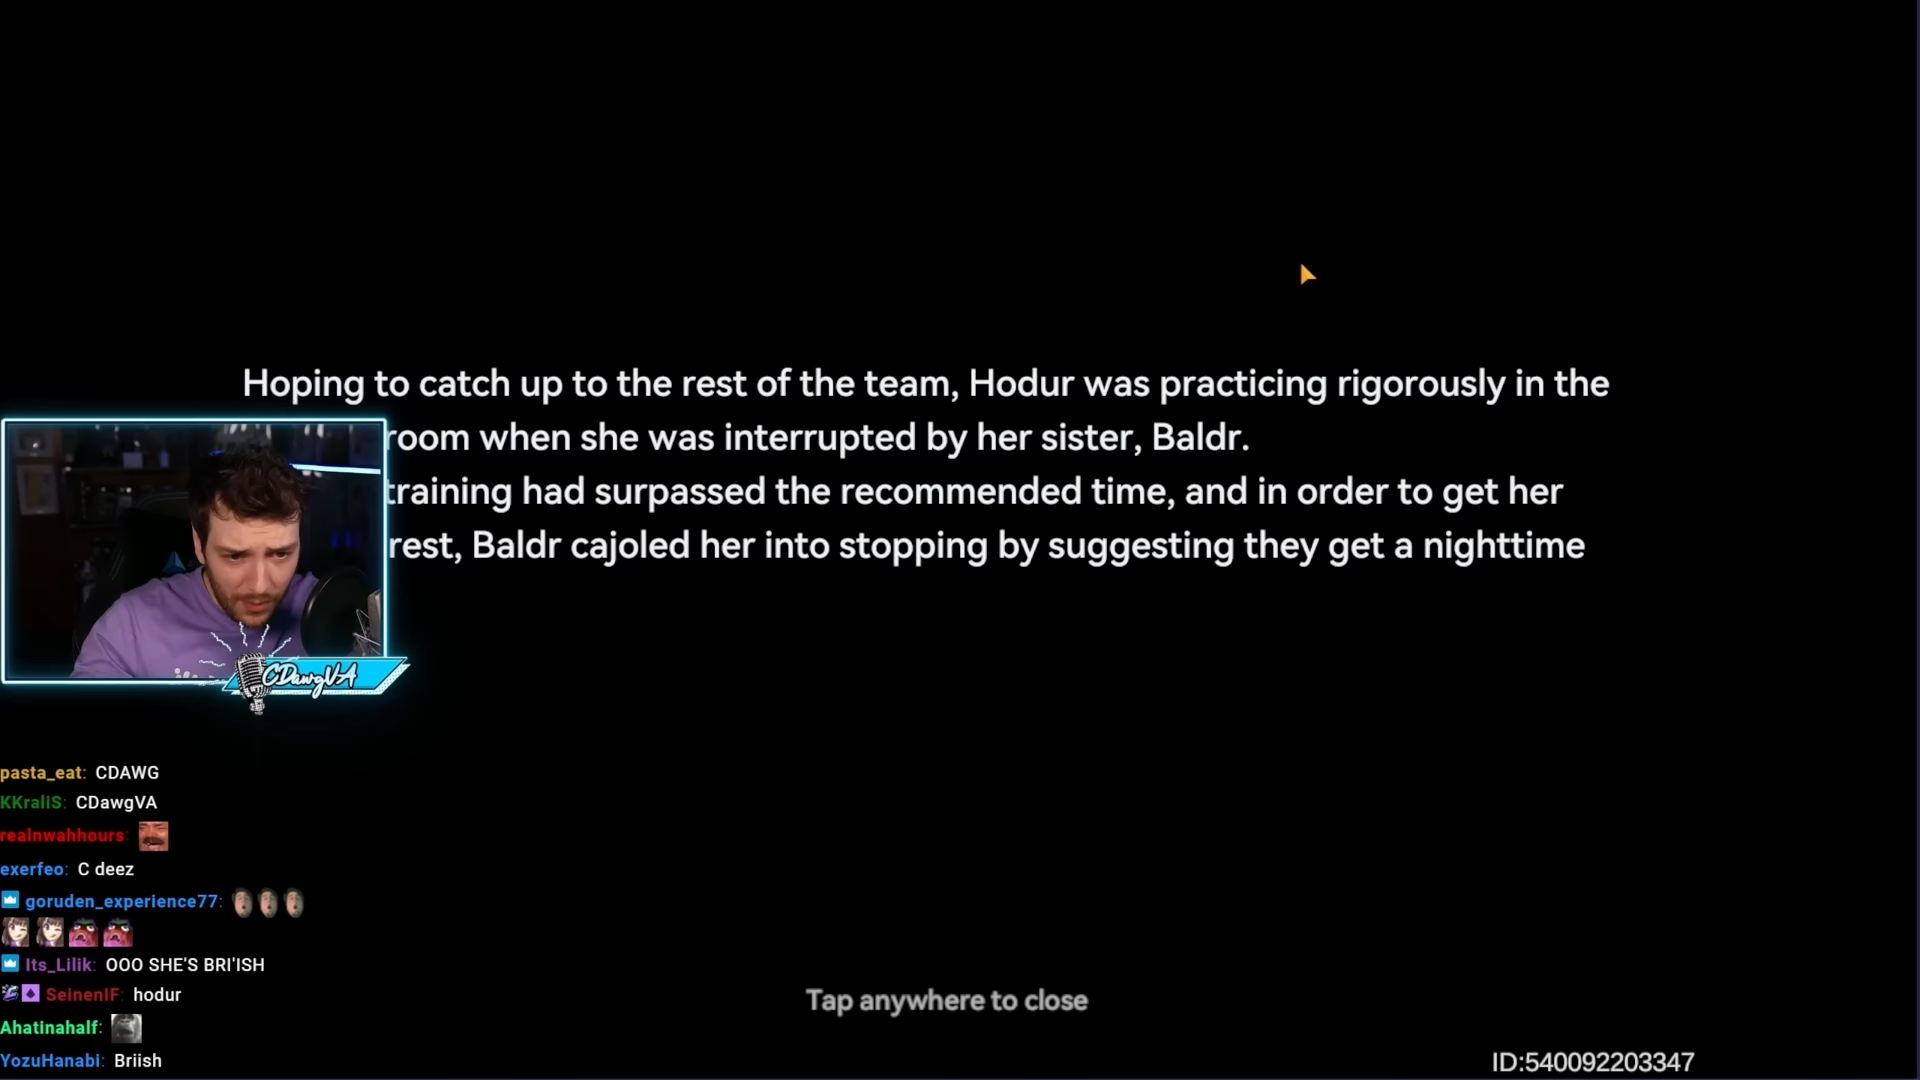 Hoping to catch up to the rest of the team, Hodur was practicing rigorously in the
room when she was interrupted by her sister, Baldr.
training had surpassed the recommended time, and in order to get her
rest, Baldr cajoled her into stopping by suggesting they get a nighttime
CDawgVA
pasta_eat: CDAWG
KKraliS: CDawgVA
realnwahhours:
exerfeo: C deez
goruden_experience77:
Its_Lilik: OOO SHE'S BRI'ISH
SeinenIF: hodur
Ahatinahalf:
YozuHanabi: Briish
Tap anywhere to close
ID:540092203347